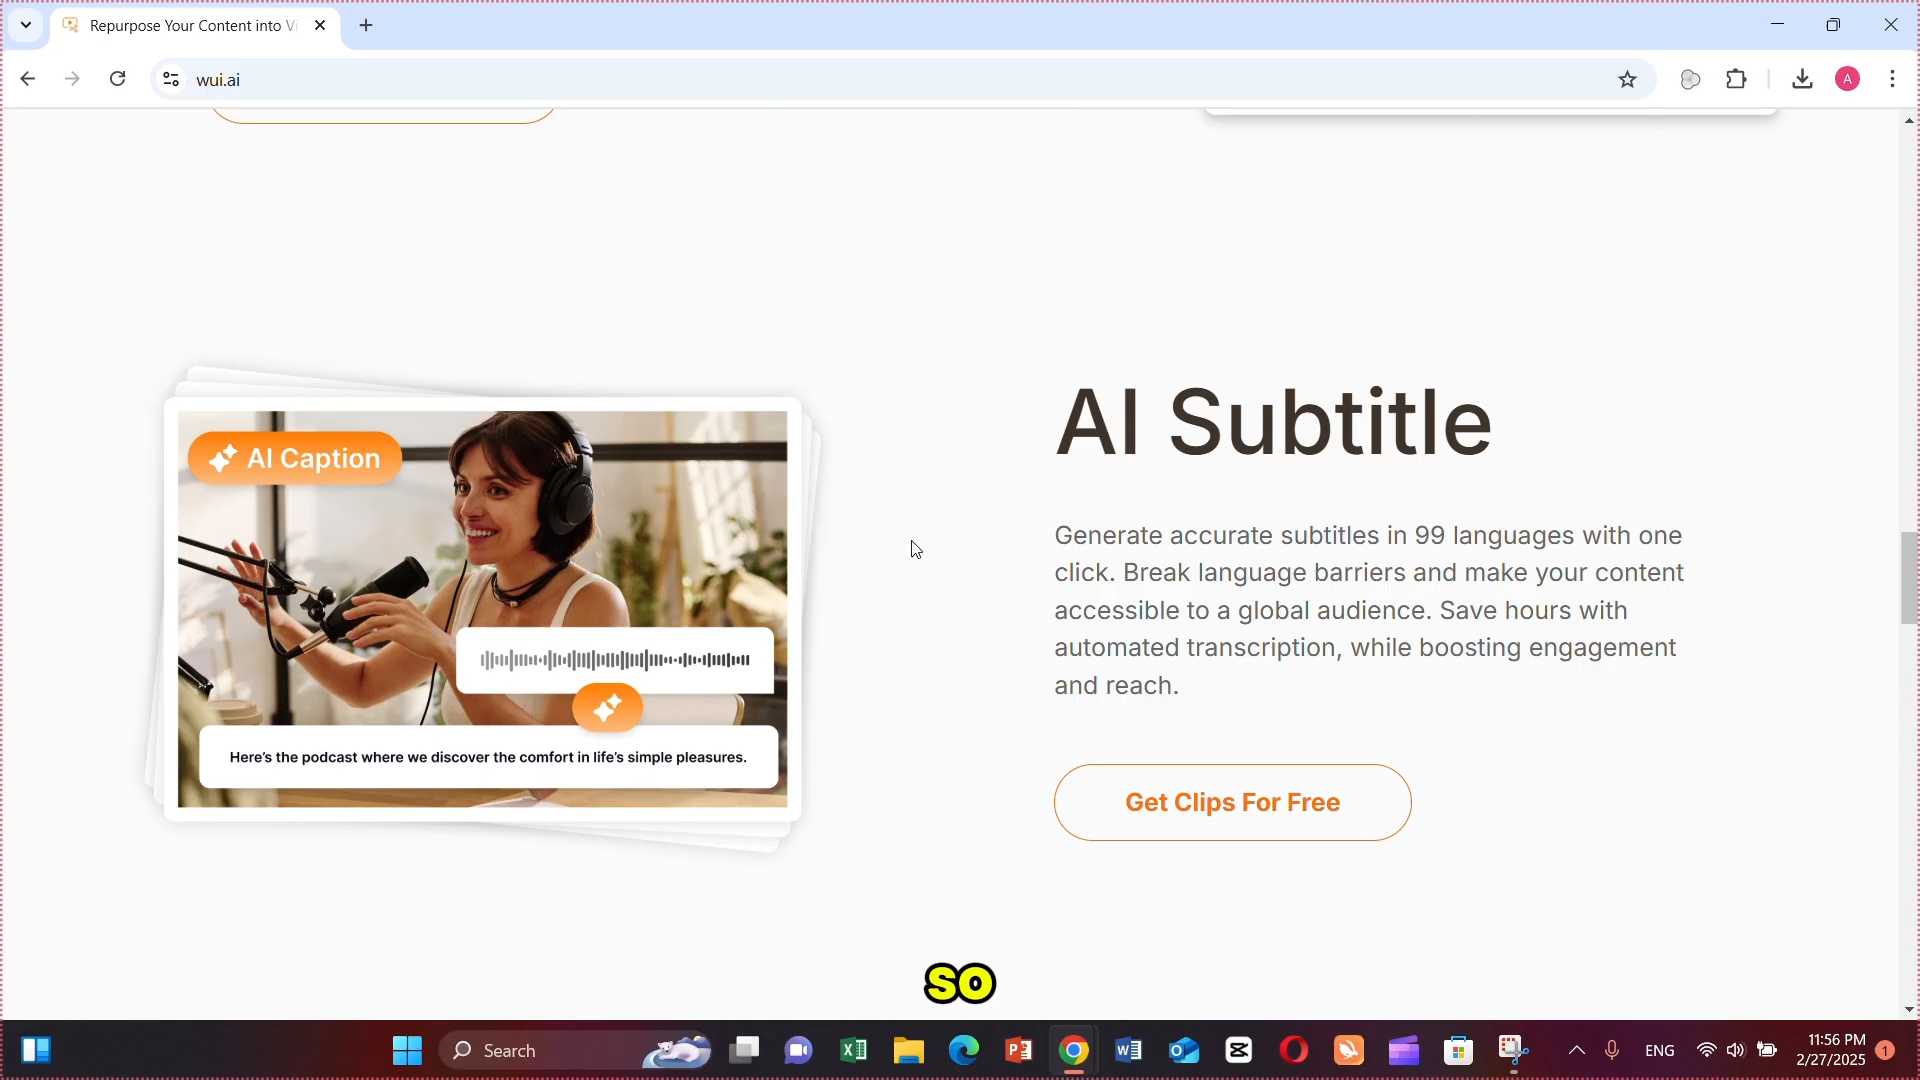 Repurpose Your Content into Vi
wui.ai
A
AI Caption
Here's the podcast where we discover the comfort in life's simple pleasures.
AI Subtitle
Generate accurate subtitles in 99 languages with one
click. Break language barriers and make your content
accessible to a global audience. Save hours with
automated transcription, while boosting engagement
and reach.
Get Clips For Free
SO
Search
ENG
11:56 PM
2/27/2025
1